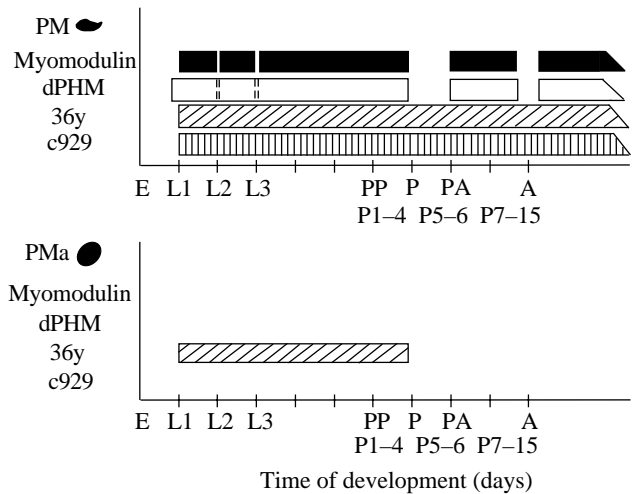 PM
Myomodulin
dPHM
36y
c929
E L1 L2 L3 PP P PA A
P1–4 P5–6 P7–15
PMa
Myomodulin
dPHM
36y
c929
E L1 L2 L3 PP P PA A
P1–4 P5–6 P7–15
Time of development (days)